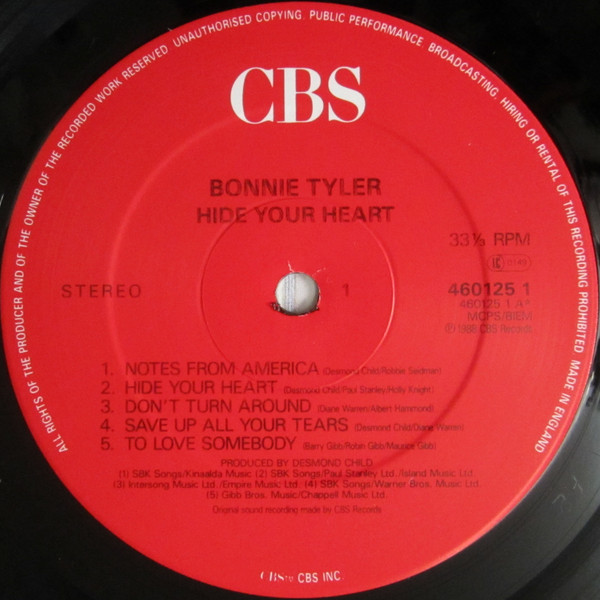 ALL RIGHTS OF THE PRODUCER AND OF THE OWNER OF THE RECORDED WORK RESERVED UNAUTHORISED COPYING. PUBLIC PERFORMANCE, BROADCASTING, HIRING OR RENTAL OF THIS RECORDING PROHIBITED. MADE IN ENGLAND
CBS
BONNIE TYLER
HIDE YOUR HEART
33⅓ RPM
STEREO
1
460125 1
460125 1 A
MCPS/BIEM
Ⓟ 1988 CBS Records
1. NOTES FROM AMERICA (Desmond Child/Robbie Seidman)
2. HIDE YOUR HEART (Desmond Child/Paul Stanley/Holly Knight)
3. DON'T TURN AROUND (Diane Warren/Albert Hammond)
4. SAVE UP ALL YOUR TEARS (Desmond Child/Diane Warren)
5. TO LOVE SOMEBODY (Barry Gibb/Robin Gibb/Maurice Gibb)
PRODUCED BY DESMOND CHILD
(1) SBK Songs/Kinsalda Music (2) SBK Songs/Paul Stanley Ltd./Island Music Ltd.
(3) Intersong Music Ltd./Empire Music Ltd. (4) SBK Songs/Warner Bros. Music Ltd.
(5) Gibb Bros. Music/Chappell Music Ltd.
Original sound recording made by CBS Records
CBS TM CBS INC.